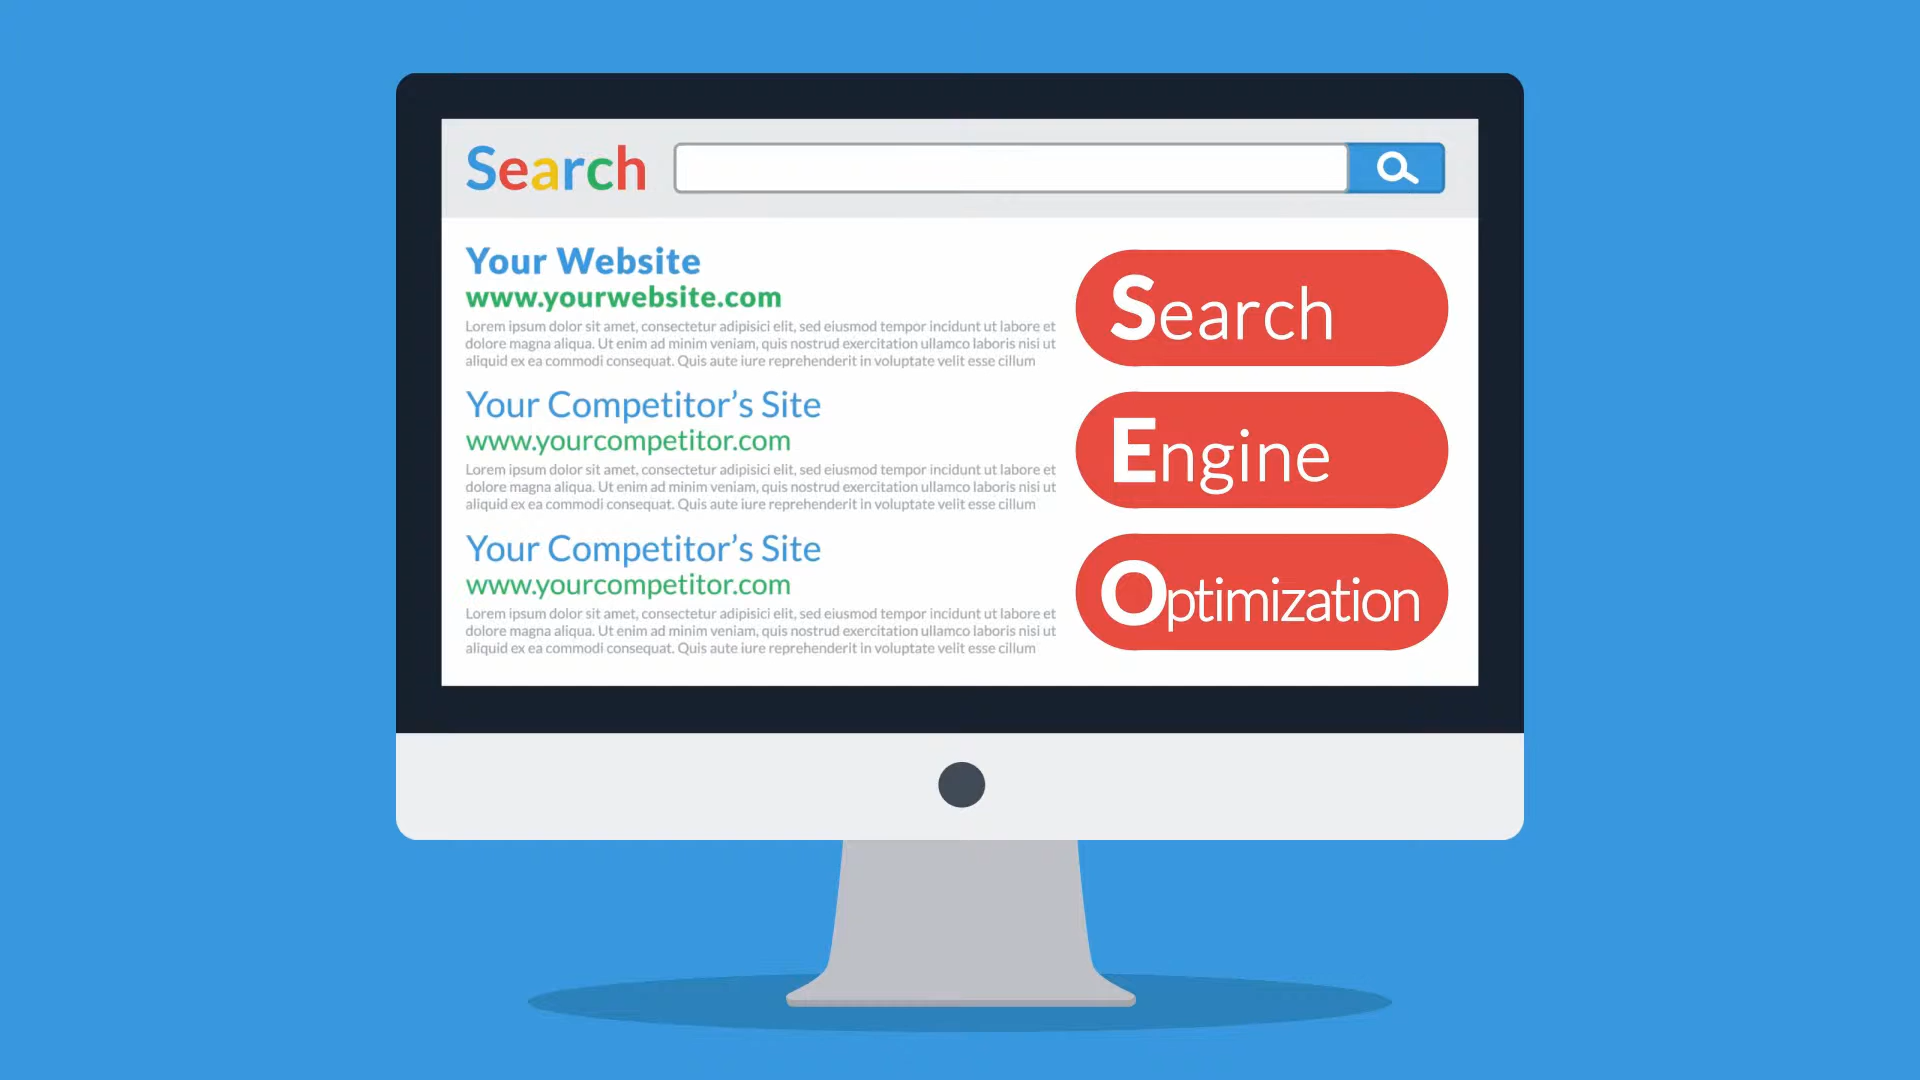 Search
Your Website
www.yourwebsite.com
Lorem ipsum dolor sit amet, consectetur adipisici elit, sed eiusmod tempor incidunt ut labore et
dolore magna aliqua. Ut enim ad minim veniam, quis nostrud exercitation ullamco laboris nisi ut
aliquid ex ea commodi consequat. Quis aute iure reprehenderit in voluptate velit esse cillum
Your Competitor’s Site
www.yourcompetitor.com
Lorem ipsum dolor sit amet, consectetur adipisici elit, sed eiusmod tempor incidunt ut labore et
dolore magna aliqua. Ut enim ad minim veniam, quis nostrud exercitation ullamco laboris nisi ut
aliquid ex ea commodi consequat. Quis aute iure reprehenderit in voluptate velit esse cillum
Your Competitor’s Site
www.yourcompetitor.com
Lorem ipsum dolor sit amet, consectetur adipisici elit, sed eiusmod tempor incidunt ut labore et
dolore magna aliqua. Ut enim ad minim veniam, quis nostrud exercitation ullamco laboris nisi ut
aliquid ex ea commodi consequat. Quis aute iure reprehenderit in voluptate velit esse cillum
Search
Engine
Optimization